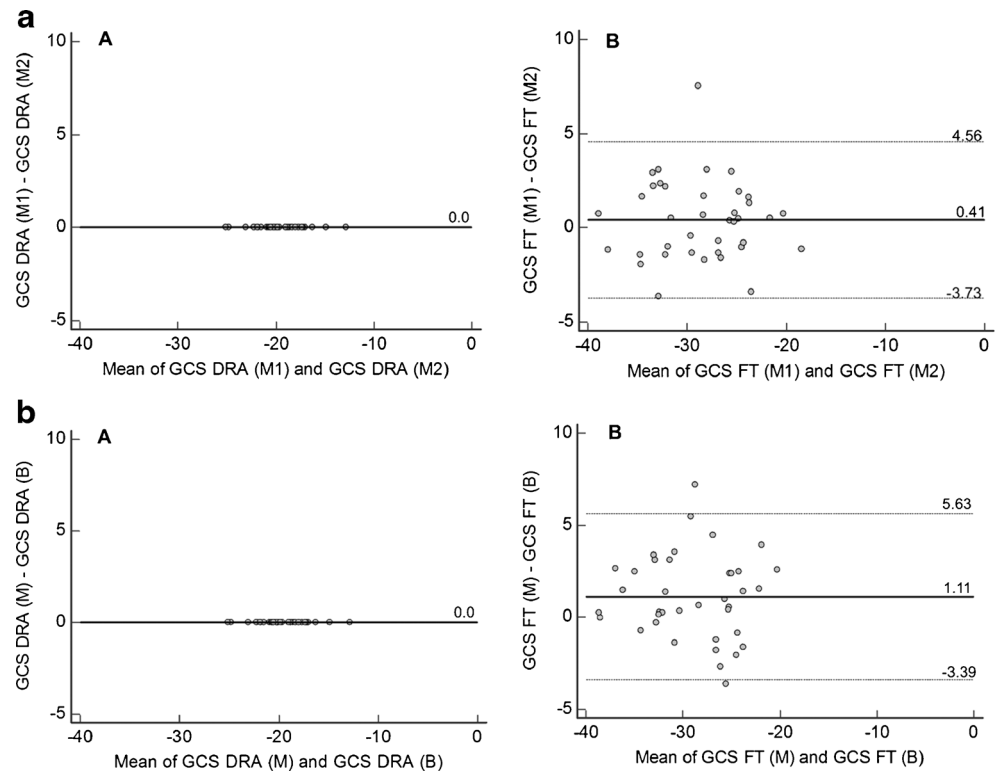 a
A
GCS DRA (M1) - GCS DRA (M2)
10
5
0
-5
0.0
-40 -30 -20 -10 0
Mean of GCS DRA (M1) and GCS DRA (M2)
B
GCS FT (M1) - GCS FT (M2)
10
5
0
-5
4.56
0.41
-3.73
-40 -30 -20 -10 0
Mean of GCS FT (M1) and GCS FT (M2)
b
A
GCS DRA (M) - GCS DRA (B)
10
5
0
-5
0.0
-40 -30 -20 -10 0
Mean of GCS DRA (M) and GCS DRA (B)
B
GCS FT (M) - GCS FT (B)
10
5
0
-5
5.63
1.11
-3.39
-40 -30 -20 -10 0
Mean of GCS FT (M) and GCS FT (B)